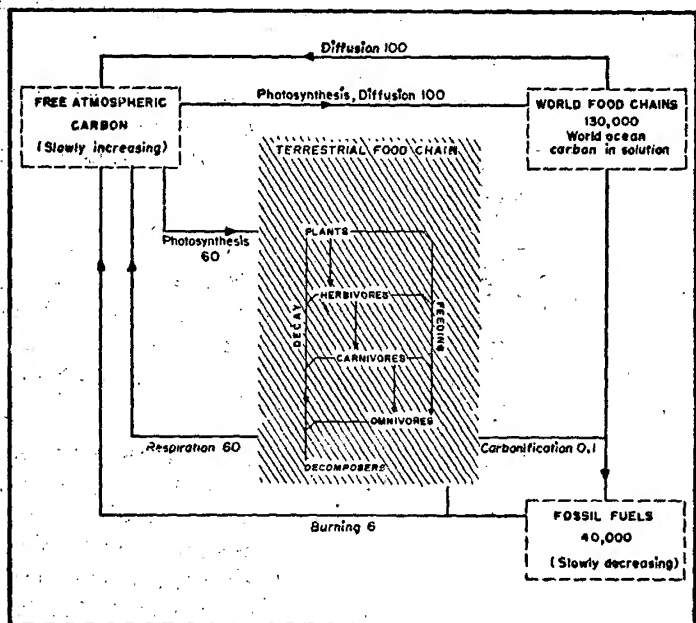 Diffusion 100
FREE ATMOSPHERIC
CARBON
(Slowly increasing)
Photosynthesis, Diffusion 100
WORLD FOOD CHAINS
130,000
World ocean
carbon in solution
TERRESTRIAL FOOD CHAIN
Photosynthesis
60
PLANTS
HERBIVORES
DECAY
FEEDING
CARNIVORES
OMNIVORES
Respiration 60
DECOMPOSERS
Carbonification 0,1
Burning 6
FOSSIL FUELS
40,000
(Slowly decreasing)